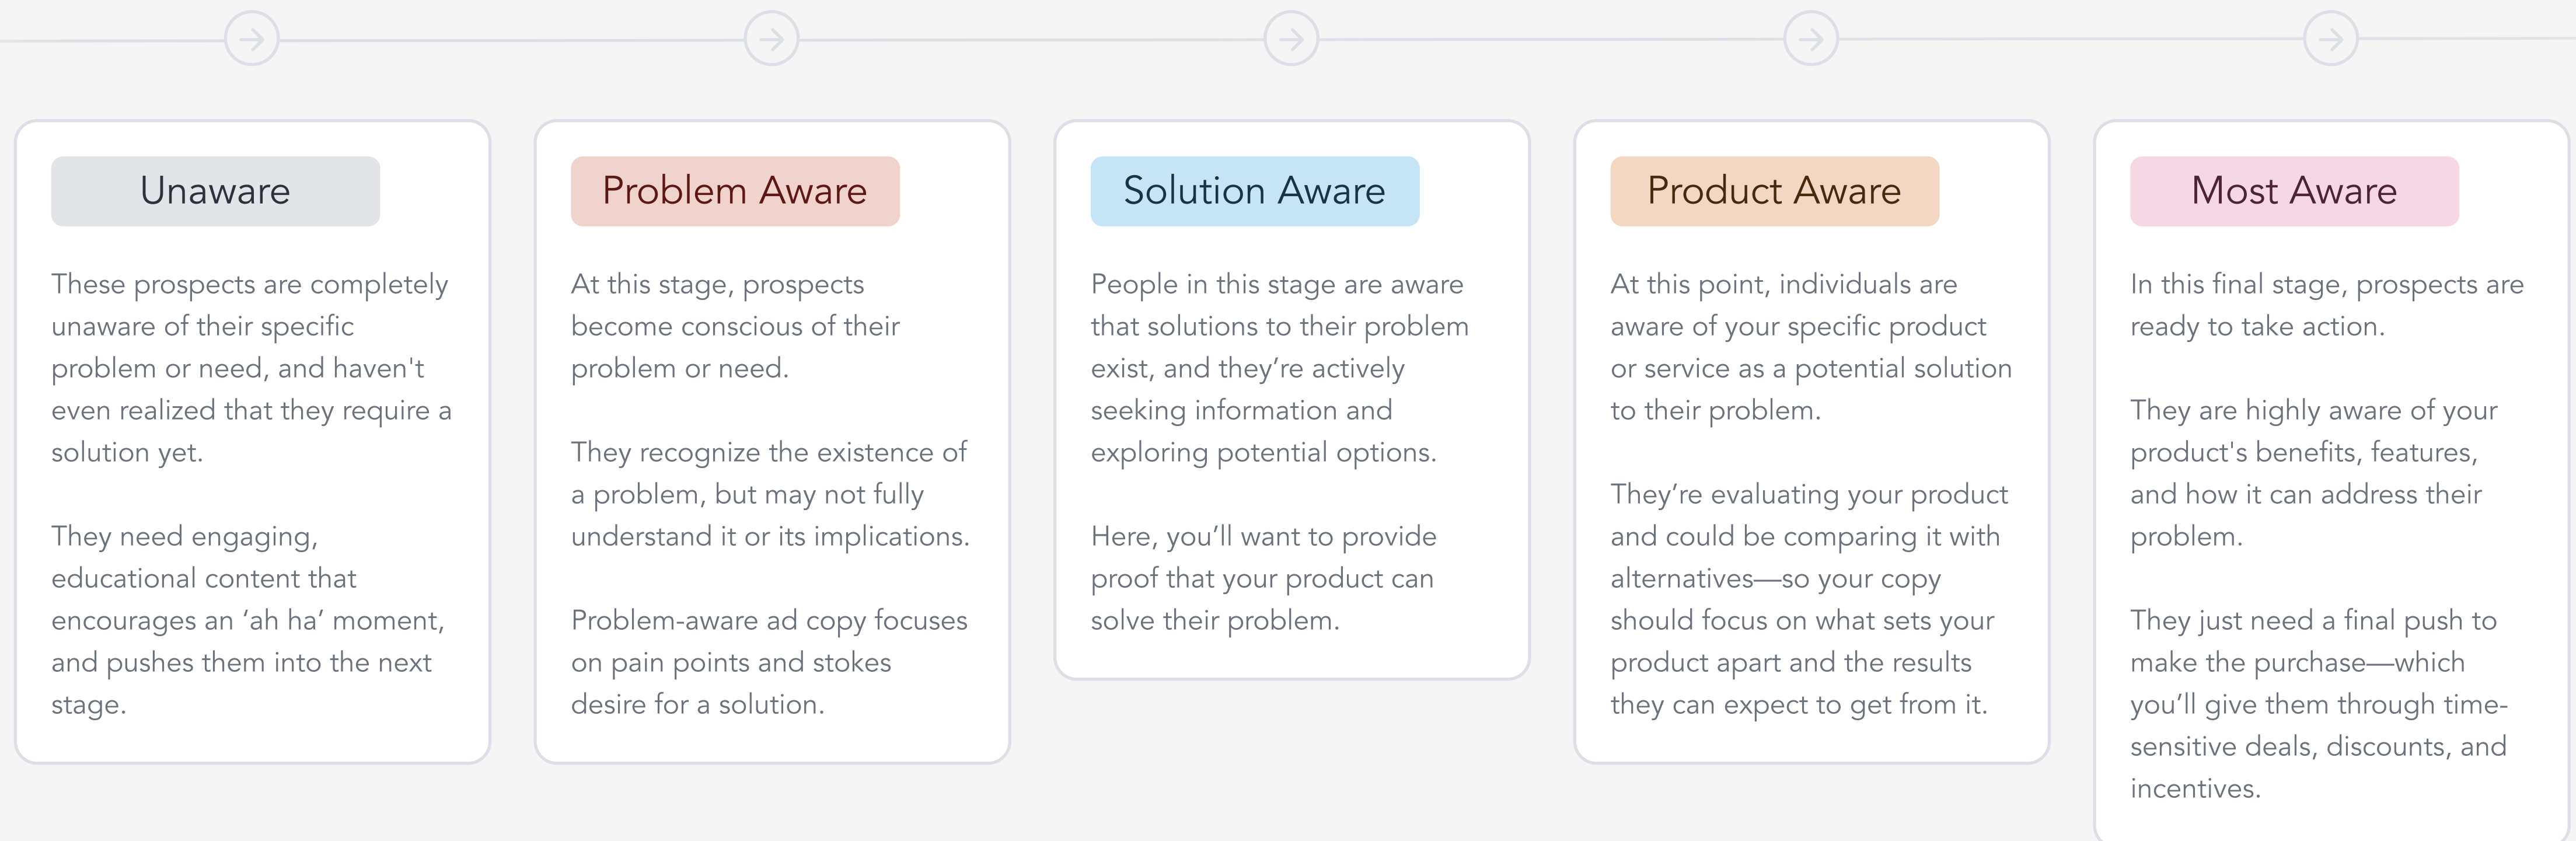 Unaware
These prospects are completely
unaware of their specific
problem or need, and haven't
even realized that they require a
solution yet.
They need engaging,
educational content that
encourages an ‘ah ha’ moment,
and pushes them into the next
stage.
Problem Aware
At this stage, prospects
become conscious of their
problem or need.
They recognize the existence of
a problem, but may not fully
understand it or its implications.
Problem-aware ad copy focuses
on pain points and stokes
desire for a solution.
Solution Aware
People in this stage are aware
that solutions to their problem
exist, and they’re actively
seeking information and
exploring potential options.
Here, you’ll want to provide
proof that your product can
solve their problem.
Product Aware
At this point, individuals are
aware of your specific product
or service as a potential solution
to their problem.
They’re evaluating your product
and could be comparing it with
alternatives—so your copy
should focus on what sets your
product apart and the results
they can expect to get from it.
Most Aware
In this final stage, prospects are
ready to take action.
They are highly aware of your
product's benefits, features,
and how it can address their
problem.
They just need a final push to
make the purchase—which
you’ll give them through time-
sensitive deals, discounts, and
incentives.